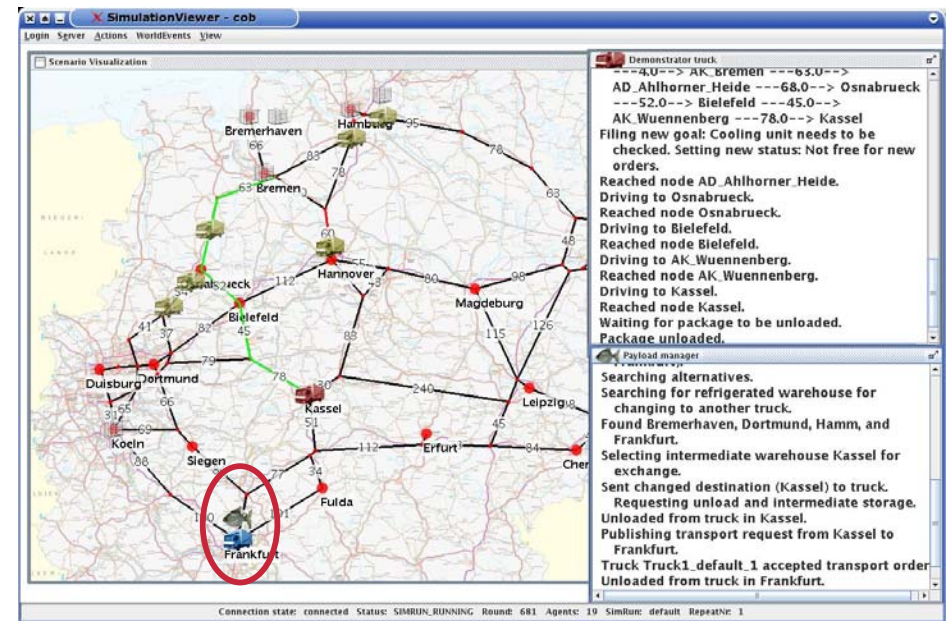 SimulationViewer - cob
Login Server Actions WorldEvents View
Scenario Visualization
Bremerhaven
Hamburg
95
66
83
78
78
63
Bremen
63
60
48
Hannover
55
112
43
80
98
Magdeburg
52
Bielefeld
45
82
41
37
79
88
115
126
Duisburg
Dortmund
78
30
Kassel
240
Leipzig
31
65
66
69
51
45
Koeln
112
Erfurt
84
88
Siegen
77
34
Fulda
Frankfurt
Demonstrator truck
---4.0--> AK_Bremen ---63.0-->
AD_Ahlhorner_Heide ---68.0--> Osnabrueck
---52.0--> Bielefeld ---45.0-->
AK_Wuennenberg ---78.0--> Kassel
Filing new goal: Cooling unit needs to be
checked. Setting new status: Not free for new
orders.
Reached node AD_Ahlhorner_Heide.
Driving to Osnabrueck.
Reached node Osnabrueck.
Driving to Bielefeld.
Reached node Bielefeld.
Driving to AK_Wuennenberg.
Reached node AK_Wuennenberg.
Driving to Kassel.
Reached node Kassel.
Waiting for package to be unloaded.
Package unloaded.
Payload manager
Frankfurt.
Searching alternatives.
Searching for refrigerated warehouse for
changing to another truck.
Found Bremerhaven, Dortmund, Hamm, and
Frankfurt.
Selecting intermediate warehouse Kassel for
exchange.
Sent changed destination (Kassel) to truck.
Requesting unload and intermediate storage.
Unloaded from truck in Kassel.
Publishing transport request from Kassel to
Frankfurt.
Truck Truck1_default_1 accepted transport order
Unloaded from truck in Frankfurt.
Connection state: connected Status: SIMRUN_RUNNING Round: 681 Agents: 19 SimRun: default RepeatNr: 1